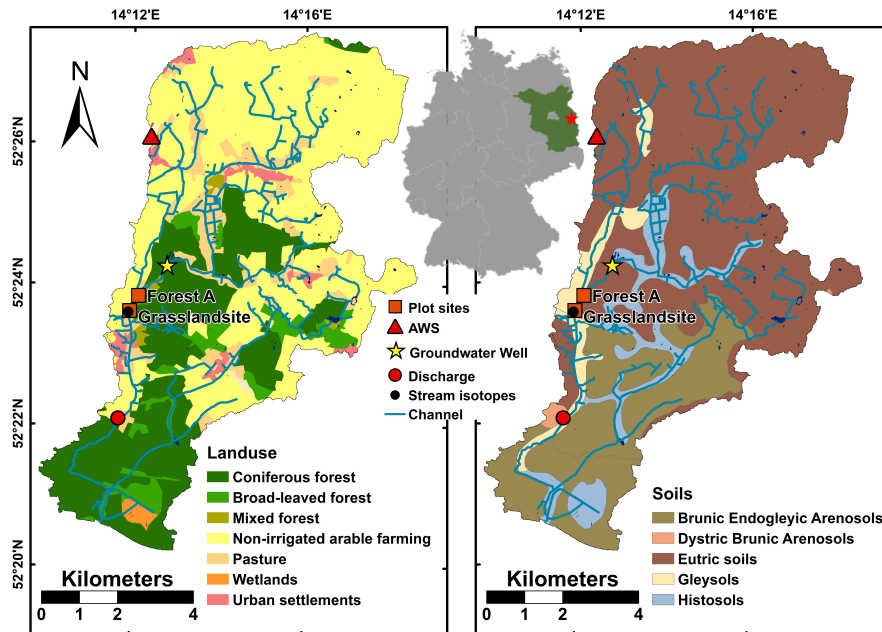 14°12'E
14°16'E
14°12'E
14°16'E
N
52°26'N
52°24'N
52°22'N
52°20'N
Forest A
Grasslandsite
Forest A
Grasslandsite
Plot sites
AWS
Groundwater Well
Discharge
Stream isotopes
Channel
Landuse
Coniferous forest
Broad-leaved forest
Mixed forest
Non-irrigated arable farming
Pasture
Wetlands
Urban settlements
Kilometers
0 1 2 4
Soils
Brunic Endogleyic Arenosols
Dystric Brunic Arenosols
Eutric soils
Gleysols
Histosols
Kilometers
0 1 2 4